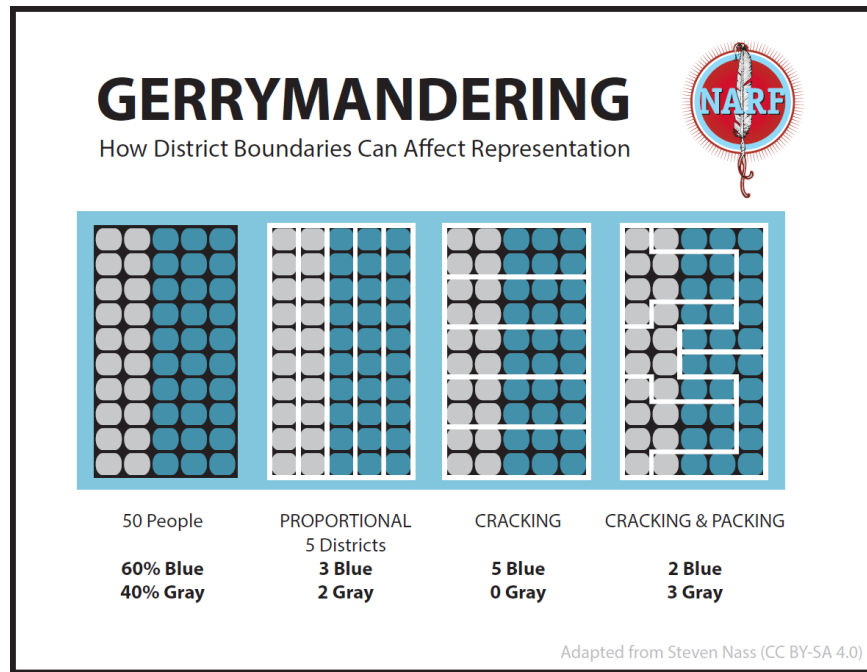 GERRYMANDERING
How District Boundaries Can Affect Representation
NARF
50 People
60% Blue
40% Gray
PROPORTIONAL
5 Districts
3 Blue
2 Gray
CRACKING
5 Blue
0 Gray
CRACKING & PACKING
2 Blue
3 Gray
Adapted from Steven Nass (CC BY-SA 4.0)